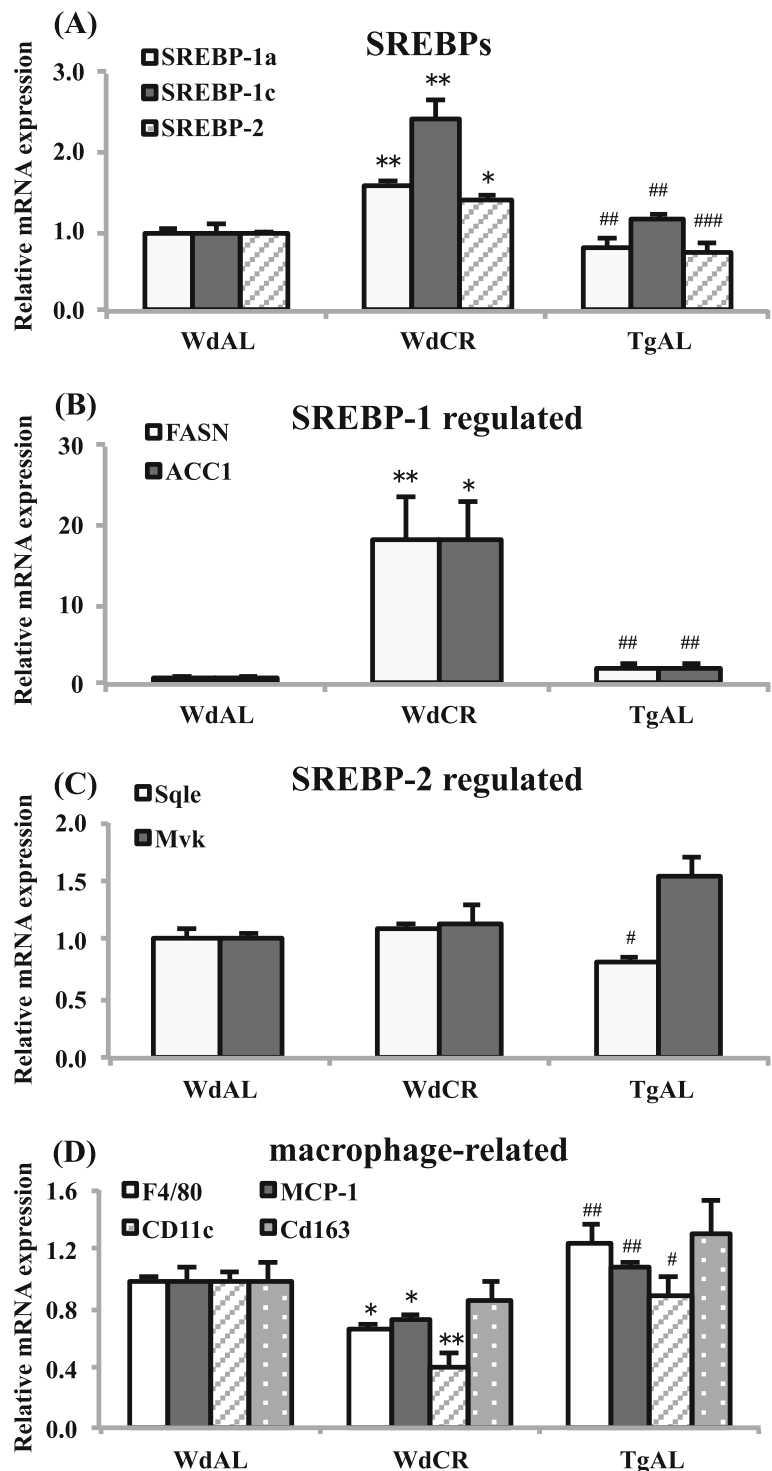 (A)
SREBPs
SREBP-1a
SREBP-1c
SREBP-2
Relative mRNA expression
3.0
2.0
1.0
0.0
**
**
*
##
##
###
WdAL WdCR TgAL
(B)
SREBP-1 regulated
FASN
ACC1
Relative mRNA expression
30
20
10
0
**
*
##
##
WdAL WdCR TgAL
(C)
SREBP-2 regulated
Sqle
Mvk
Relative mRNA expression
2.0
1.5
1.0
0.5
0.0
#
WdAL WdCR TgAL
(D)
macrophage-related
F4/80 MCP-1
CD11c Cd163
Relative mRNA expression
1.6
1.2
0.8
0.4
0.0
*
*
**
##
##
#
WdAL WdCR TgAL